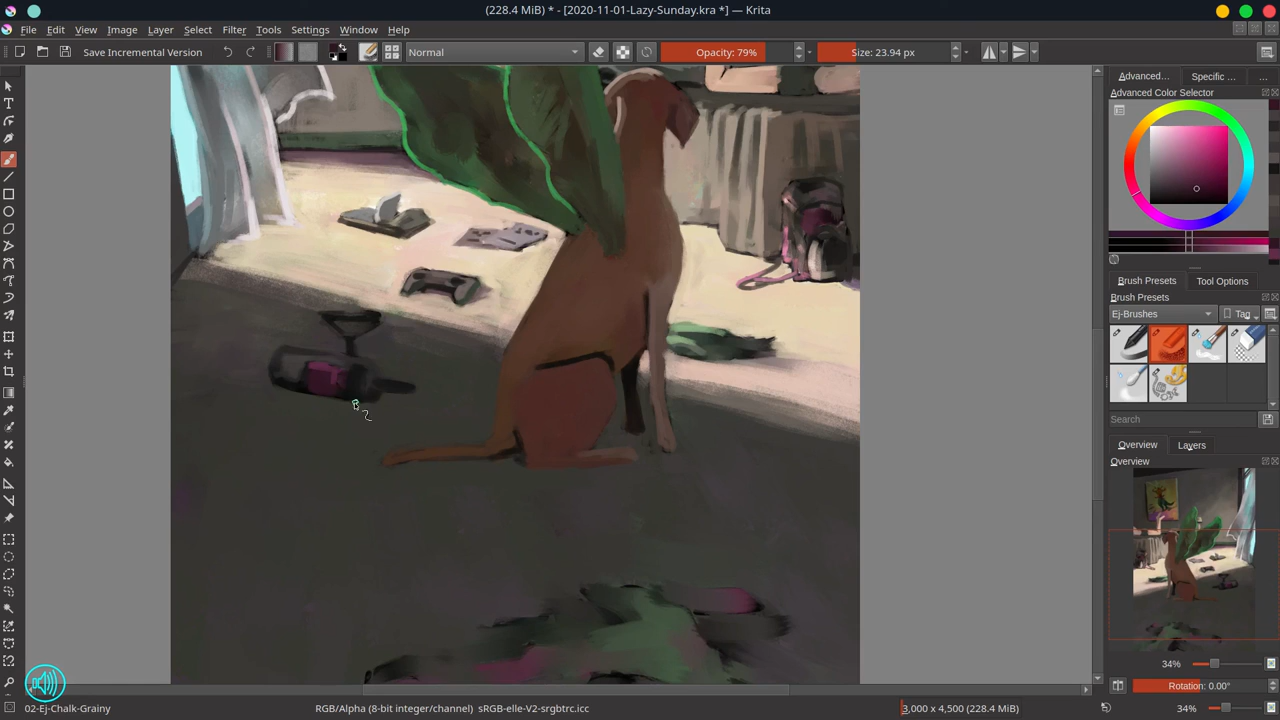 (228.4 MiB) * - [2020-11-01-Lazy-Sunday.kra *] — Krita
File Edit View Image Layer Select Filter Tools Settings Window Help
Save Incremental Version
Normal
Opacity: 79%
Size: 23.94 px
Advanced... Specific ... ...
Advanced Color Selector
Brush Presets Tool Options
Brush Presets
Ej-Brushes
Tag
Search
Overview Layers
Overview
34%
Rotation: 0.00°
02-Ej-Chalk-Grainy
RGB/Alpha (8-bit integer/channel) sRGB-elle-V2-srgbtrc.icc
3,000 x 4,500 (228.4 MiB)
34%